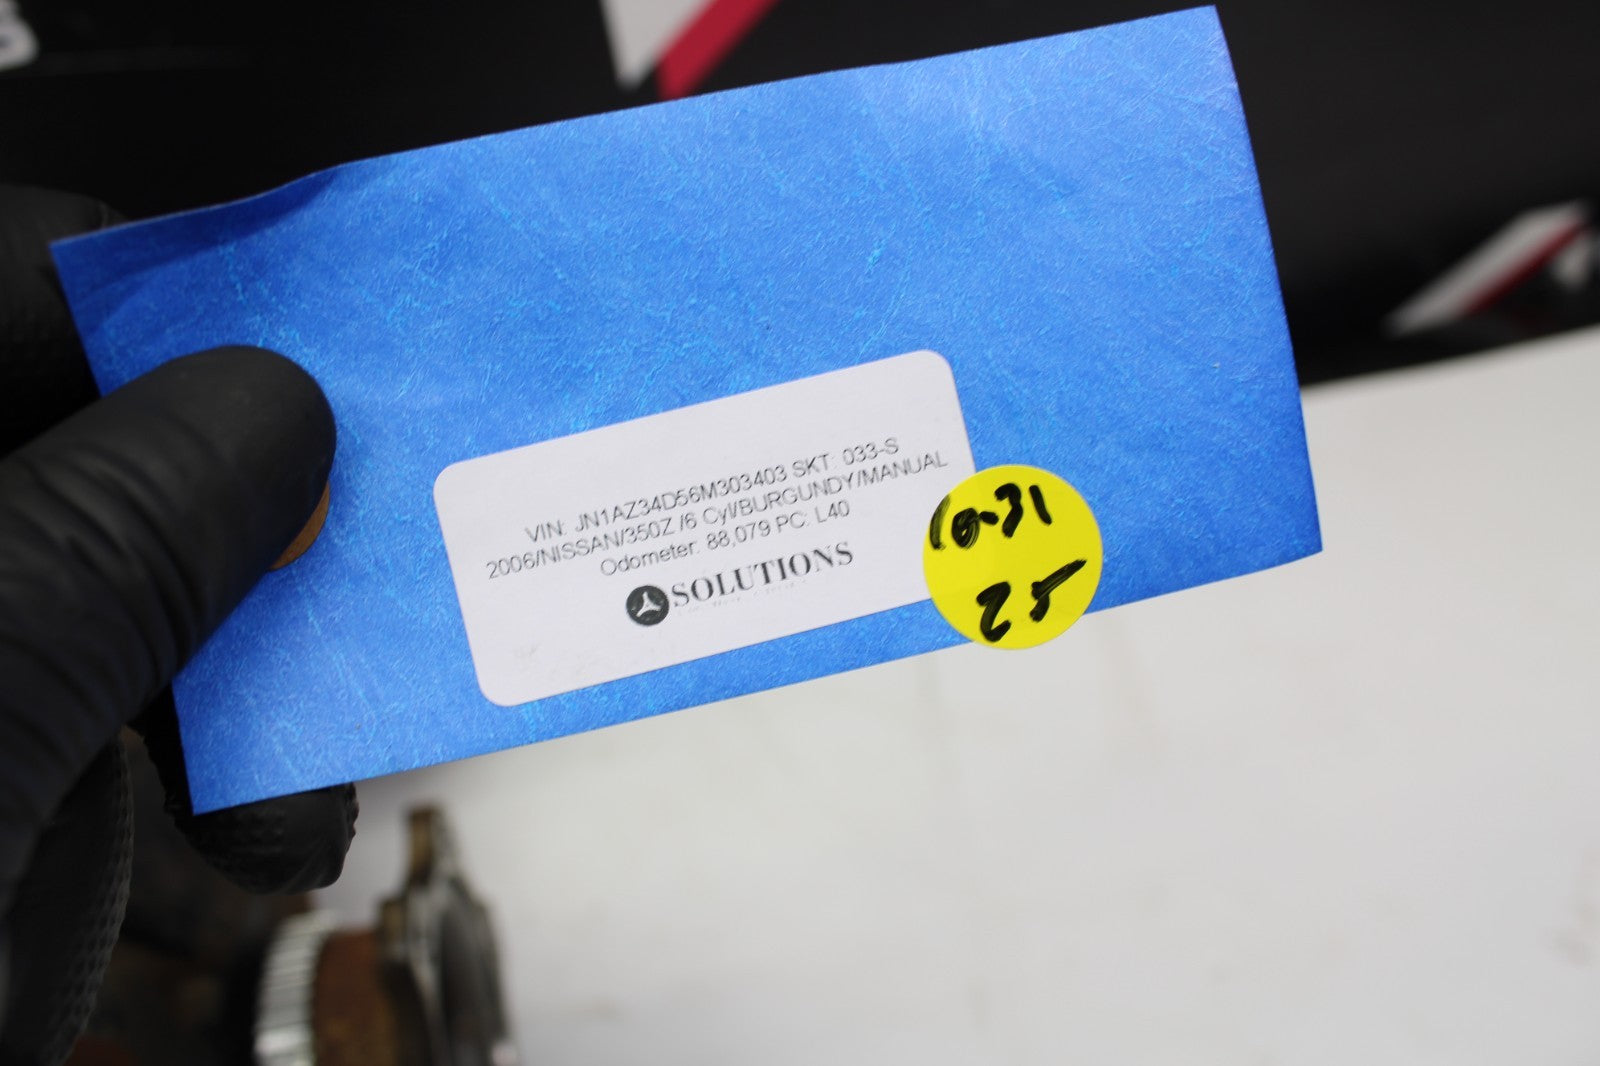 VIN: JN1AZ34D56M303403 SKT: 033-S
2006/NISSAN/350Z /6 Cyl/BURGUNDY/MANUAL
Odometer: 88,079 PC: L40
SOLUTIONS
10-31
25